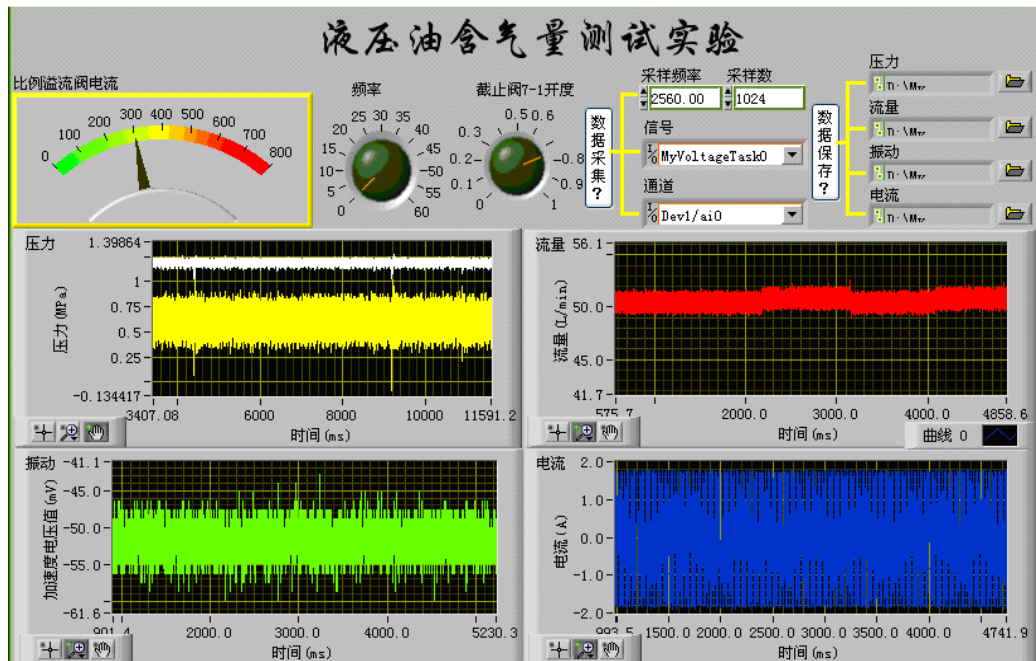 液压油含气量测试实验
比例溢流阀电流
0 100 200 300 400 500 600 700 800
频率
0 5 10 15 20 25 30 35 40 45 50 55 60
截止阀7-1开度
0 0.1 0.2 0.3 0.5 0.6 0.8 0.9 1
数据采集?
采样频率 采样数
2560.00 1024
信号
MyVoltageTask0
通道
Dev1/ai0
数据保存?
压力
流量
振动
电流
压力
压力(MPa)
1.39864
1
0.75
0.5
0.25
-0.134417
3407.08 6000 8000 10000 11591.2
时间(ms)
流量
流量(L/min)
56.1
50.0
45.0
41.7
575.7 2000.0 3000.0 4000.0 4858.6
时间(ms)
曲线 0
振动
加速度电压值(mV)
-41.1
-45.0
-50.0
-55.0
-61.6
901.4 2000.0 3000.0 4000.0 5230.3
时间(ms)
电流
电流(A)
2.0
1.0
0.0
-1.0
-2.0
993.5 1500.0 2000.0 2500.0 3000.0 3500.0 4000.0 4741.9
时间(ms)